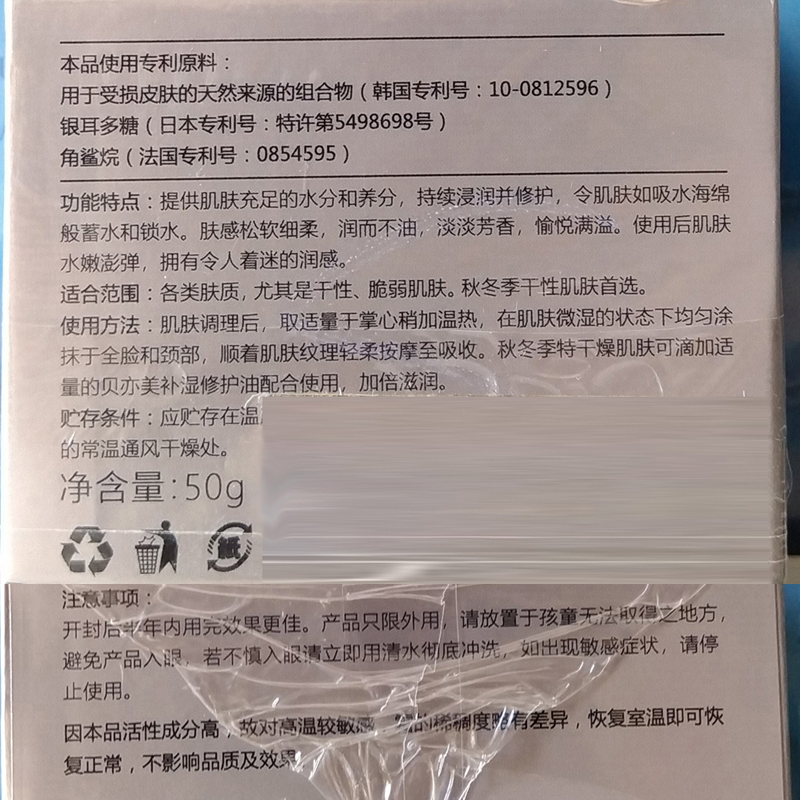 本品使用专利原料：
用于受损皮肤的天然来源的组合物（韩国专利号：10-0812596）
银耳多糖（日本专利号：特许第5498698号）
角鲨烷（法国专利号：0854595）
功能特点：提供肌肤充足的水分和养分，持续浸润并修护，令肌肤如吸水海绵
般蓄水和锁水。肤感松软细柔，润而不油，淡淡芳香，愉悦满溢。使用后肌肤
水嫩澎弹，拥有令人着迷的润感。
适合范围：各类肤质，尤其是干性、脆弱肌肤。秋冬季干性肌肤首选。
使用方法：肌肤调理后，取适量于掌心稍加温热，在肌肤微湿的状态下均匀涂
抹于全脸和颈部，顺着肌肤纹理轻柔按摩至吸收。秋冬季特干燥肌肤可滴加适
量的贝亦美补湿修护油配合使用，加倍滋润。
贮存条件：应贮存在温
的常温通风干燥处。
净含量:50g
紙
注意事项：
开封后半年内用完效果更佳。产品只限外用，请放置于孩童无法取得之地方，
避免产品入眼，若不慎入眼请立即用清水彻底冲洗，如出现敏感症状，请停
止使用。
因本品活性成分高，故对高温较敏感 的稀稠度略有差异，恢复室温即可恢
复正常，不影响品质及效果